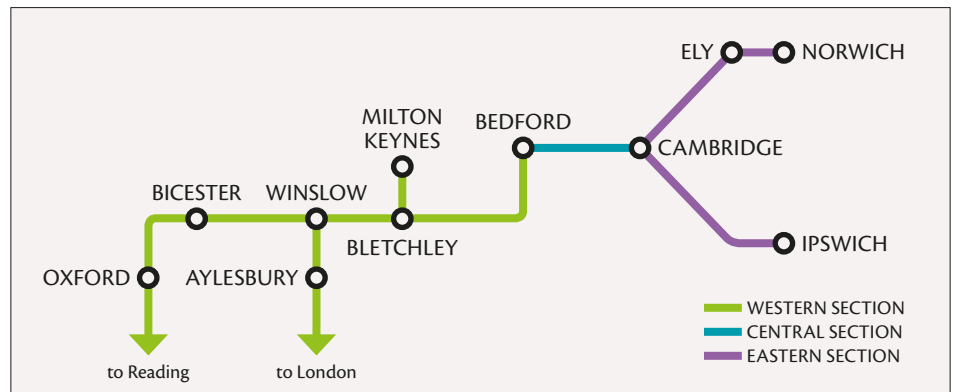 ELY
NORWICH
MILTON
KEYNES
BEDFORD
CAMBRIDGE
BICESTER
WINSLOW
BLETCHLEY
IPSWICH
OXFORD
AYLESBURY
WESTERN SECTION
CENTRAL SECTION
EASTERN SECTION
to Reading
to London